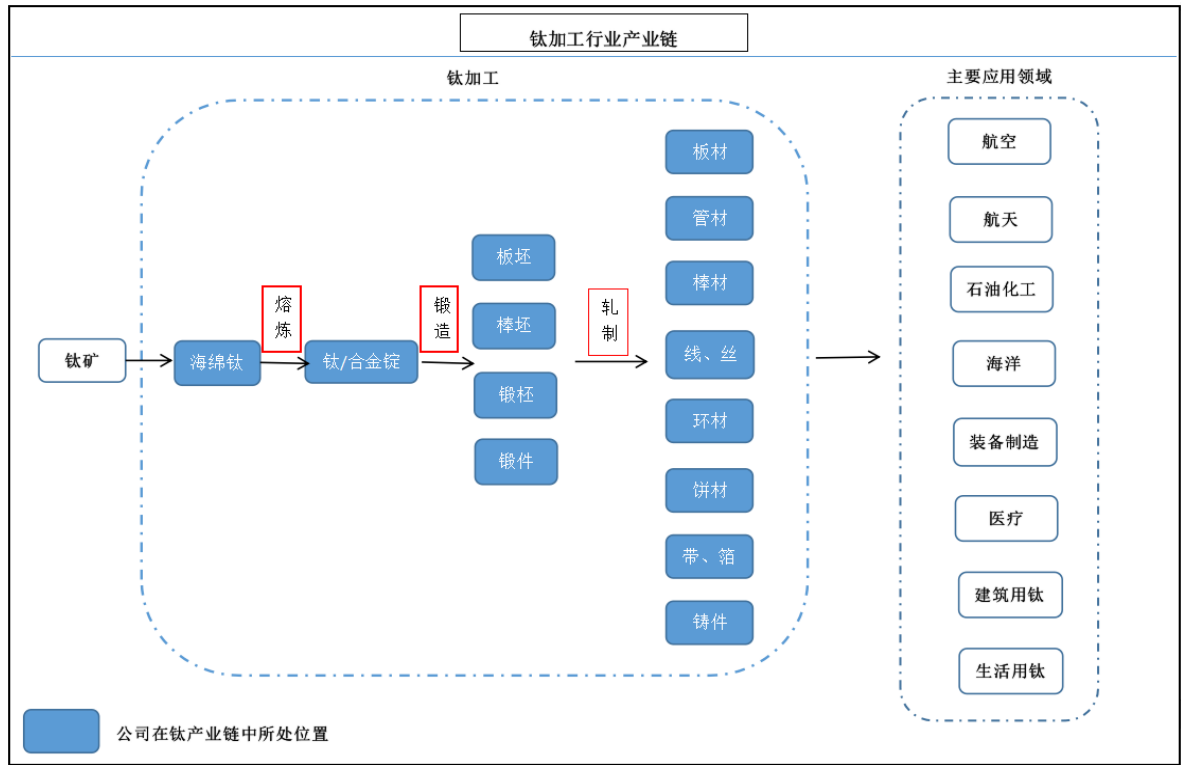 钛加工行业产业链
钛加工
主要应用领域
钛矿
海绵钛
熔
炼
钛/合金锭
锻
造
板坯
棒坯
锻柸
锻件
轧
制
板材
管材
棒材
线、丝
环材
饼材
带、箔
铸件
航空
航天
石油化工
海洋
装备制造
医疗
建筑用钛
生活用钛
公司在钛产业链中所处位置